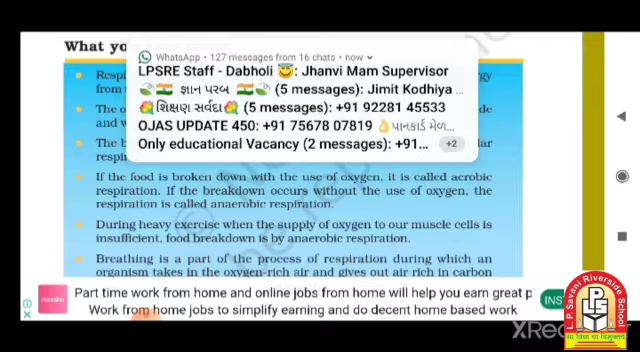 What yo
WhatsApp • 127 messages from 16 chats • now
LPSRE Staff - Dabholi 😇: Jhanvi Mam Supervisor
🍃🇮🇳 જ્ઞાન પરબ 🇮🇳🍃 (5 messages): Jimit Kodhiya ...
💐શિક્ષણ સર્વદા💐 (5 messages): +91 92281 45533
OJAS UPDATE 450: +91 75678 07819 👌પાનકાર્ડ મેળ...
Only educational Vacancy (2 messages): +91... +2
Respi gy
from
The o de
and w
The b lar
respi
If the food is broken down with the use of oxygen, it is called aerobic
respiration. If the breakdown occurs without the use of oxygen, the
respiration is called anaerobic respiration.
During heavy exercise when the supply of oxygen to our muscle cells is
insufficient, food breakdown is by anaerobic respiration.
Breathing is a part of the process of respiration during which an
organism takes in the oxygen-rich air and gives out air rich in carbon
Part time work from home and online jobs from home will help you earn great p
Work from home jobs to simplify earning and do decent home based work
INS
XRec
L. P. Savani Riverside School